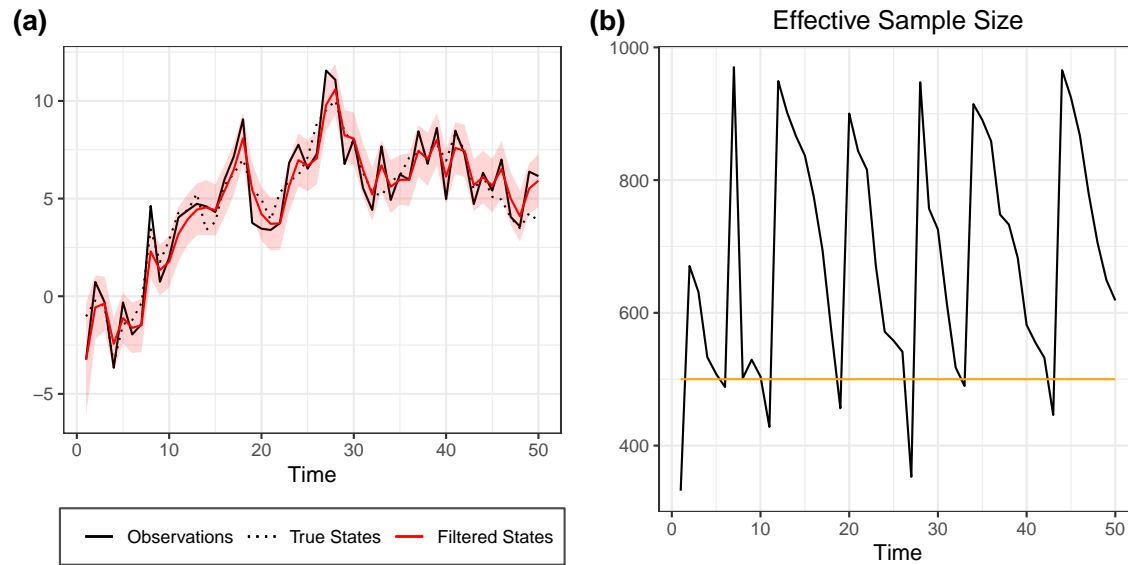 (a)
10
5
0
−5
0 10 20 30 40 50
Time
Observations True States Filtered States
(b) Effective Sample Size
1000
800
600
400
0 10 20 30 40 50
Time